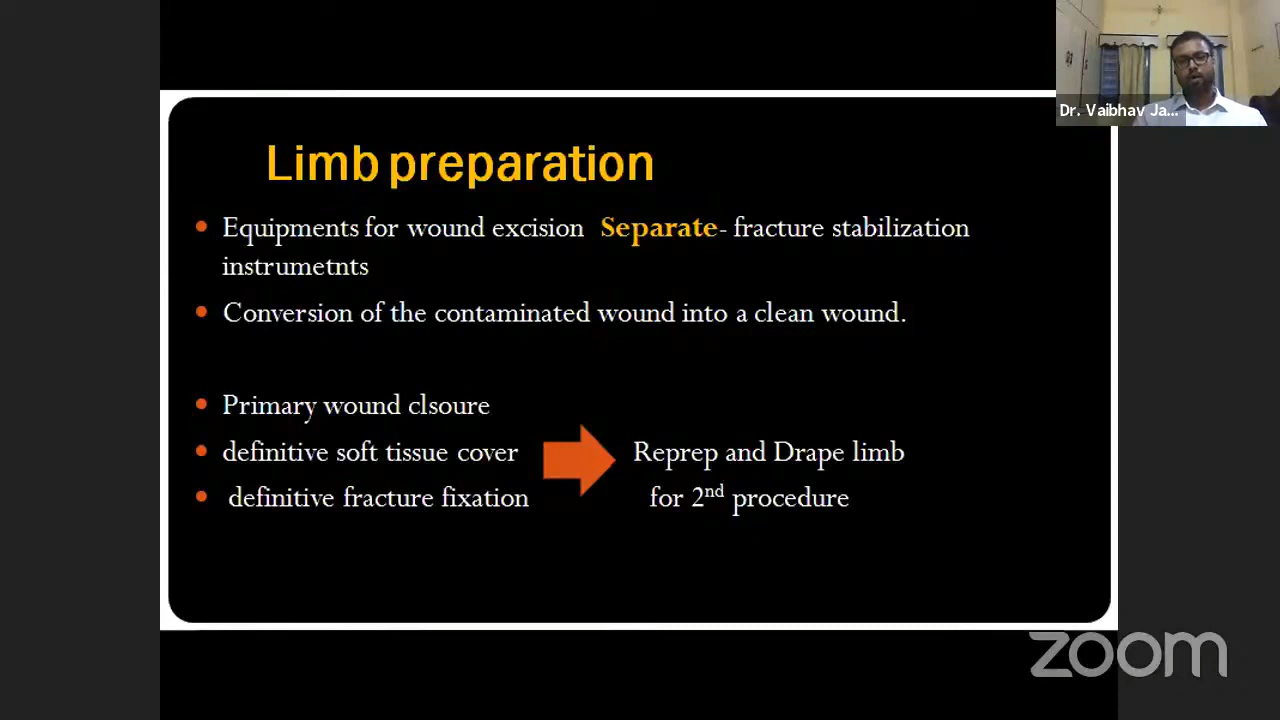 Dr. Vaibhav Ja...
Limb preparation
Equipments for wound excision Separate- fracture stabilization
instrumetnts
Conversion of the contaminated wound into a clean wound.
Primary wound clsoure
definitive soft tissue cover
definitive fracture fixation
Reprep and Drape limb
for 2nd procedure
zoom